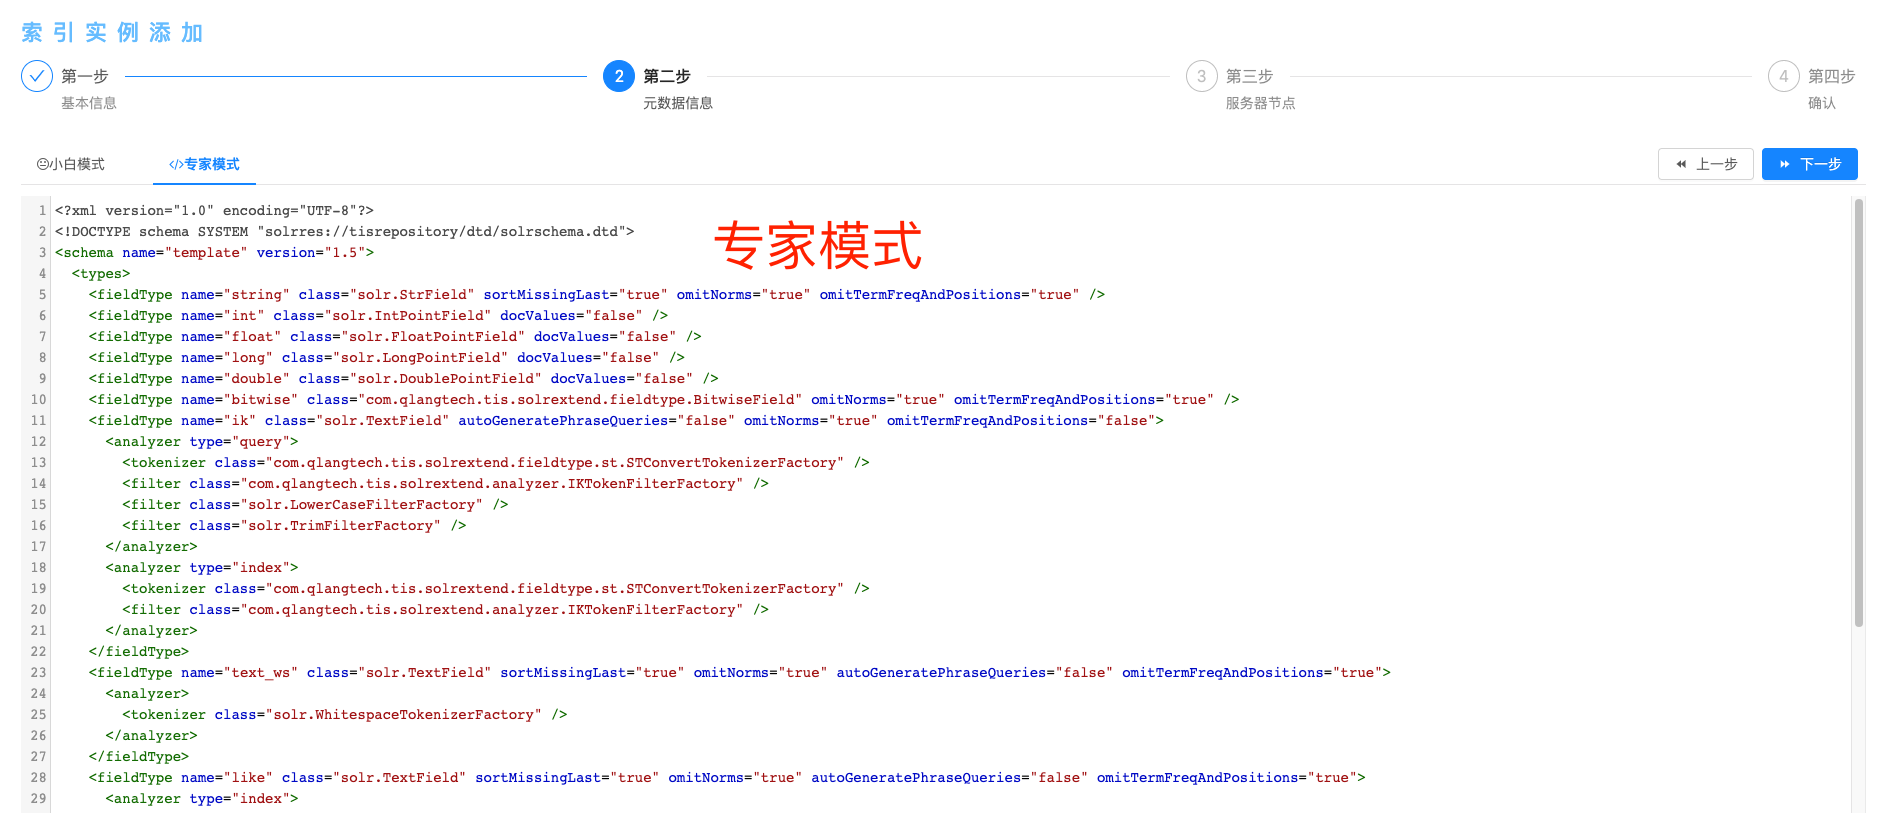 索引实例添加
第一步
基本信息
2 第二步
元数据信息
3 第三步
服务器节点
4 第四步
确认
小白模式
</>专家模式
上一步
下一步
专家模式
1 <?xml version="1.0" encoding="UTF-8"?>
2 <!DOCTYPE schema SYSTEM "solrres://tisrepository/dtd/solrschema.dtd">
3 <schema name="template" version="1.5">
4 <types>
5 <fieldType name="string" class="solr.StrField" sortMissingLast="true" omitNorms="true" omitTermFreqAndPositions="true" />
6 <fieldType name="int" class="solr.IntPointField" docValues="false" />
7 <fieldType name="float" class="solr.FloatPointField" docValues="false" />
8 <fieldType name="long" class="solr.LongPointField" docValues="false" />
9 <fieldType name="double" class="solr.DoublePointField" docValues="false" />
10 <fieldType name="bitwise" class="com.qlangtech.tis.solrextend.fieldtype.BitwiseField" omitNorms="true" omitTermFreqAndPositions="true" />
11 <fieldType name="ik" class="solr.TextField" autoGeneratePhraseQueries="false" omitNorms="true" omitTermFreqAndPositions="false">
12 <analyzer type="query">
13 <tokenizer class="com.qlangtech.tis.solrextend.fieldtype.st.STConvertTokenizerFactory" />
14 <filter class="com.qlangtech.tis.solrextend.analyzer.IKTokenFilterFactory" />
15 <filter class="solr.LowerCaseFilterFactory" />
16 <filter class="solr.TrimFilterFactory" />
17 </analyzer>
18 <analyzer type="index">
19 <tokenizer class="com.qlangtech.tis.solrextend.fieldtype.st.STConvertTokenizerFactory" />
20 <filter class="com.qlangtech.tis.solrextend.analyzer.IKTokenFilterFactory" />
21 </analyzer>
22 </fieldType>
23 <fieldType name="text_ws" class="solr.TextField" sortMissingLast="true" omitNorms="true" autoGeneratePhraseQueries="false" omitTermFreqAndPositions="true">
24 <analyzer>
25 <tokenizer class="solr.WhitespaceTokenizerFactory" />
26 </analyzer>
27 </fieldType>
28 <fieldType name="like" class="solr.TextField" sortMissingLast="true" omitNorms="true" autoGeneratePhraseQueries="false" omitTermFreqAndPositions="true">
29 <analyzer type="index">